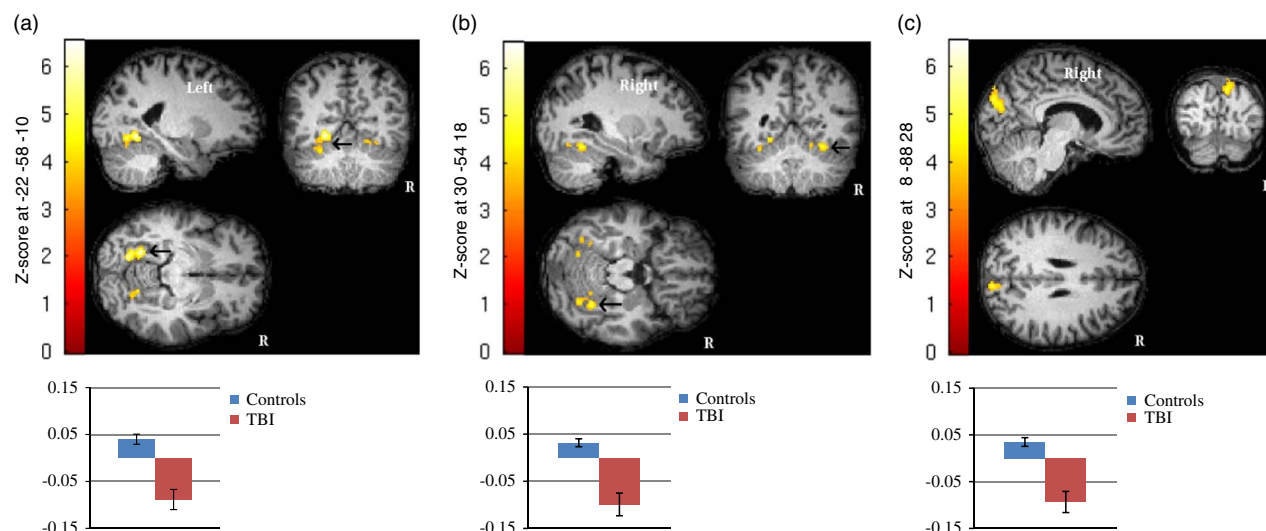 (a)
Z-score at -22 -58 -10
6
5
4
3
2
1
0
Left
R
R
0.15
0.05
-0.05
-0.15
Controls
TBI
(b)
Z-score at 30 -54 18
6
5
4
3
2
1
0
Right
R
R
0.15
0.05
-0.05
-0.15
Controls
TBI
(c)
Z-score at 8 -88 28
6
5
4
3
2
1
0
Right
R
0.15
0.05
-0.05
-0.15
Controls
TBI